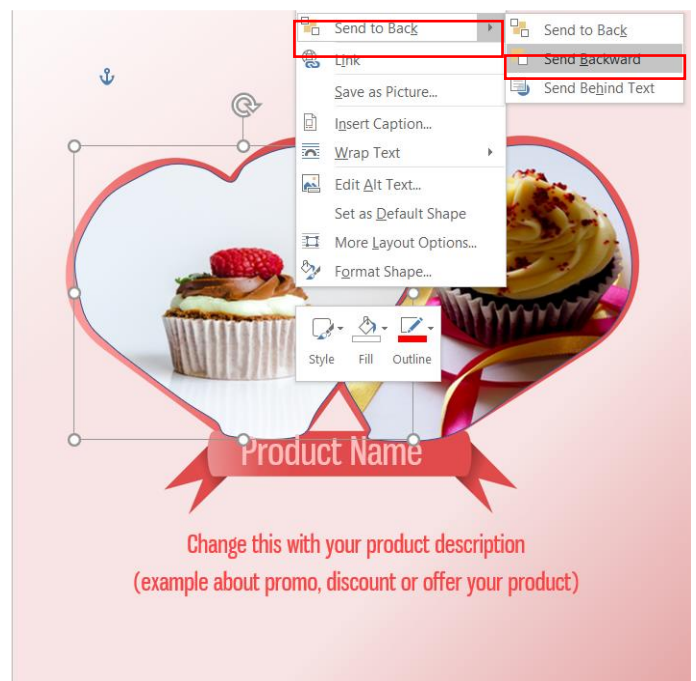 Send to Back
Link
Save as Picture...
Insert Caption...
Wrap Text
Edit Alt Text...
Set as Default Shape
More Layout Options...
Format Shape...
Send to Back
Send Backward
Send Behind Text
Style Fill Outline
Product Name
Change this with your product description
(example about promo, discount or offer your product)